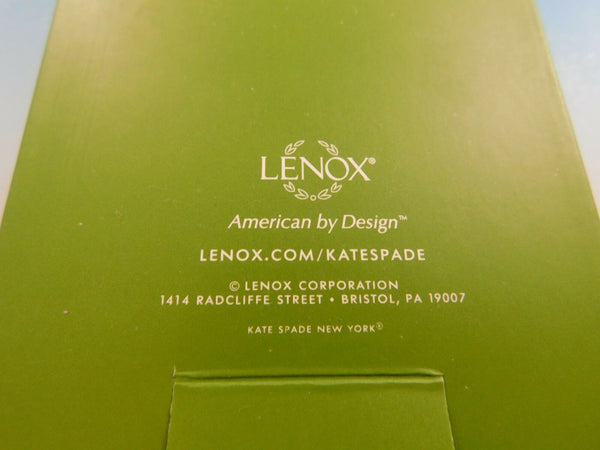 LENOX®
American by Design™
LENOX.COM/KATESPADE
© LENOX CORPORATION
1414 RADCLIFFE STREET • BRISTOL, PA 19007
KATE SPADE NEW YORK®